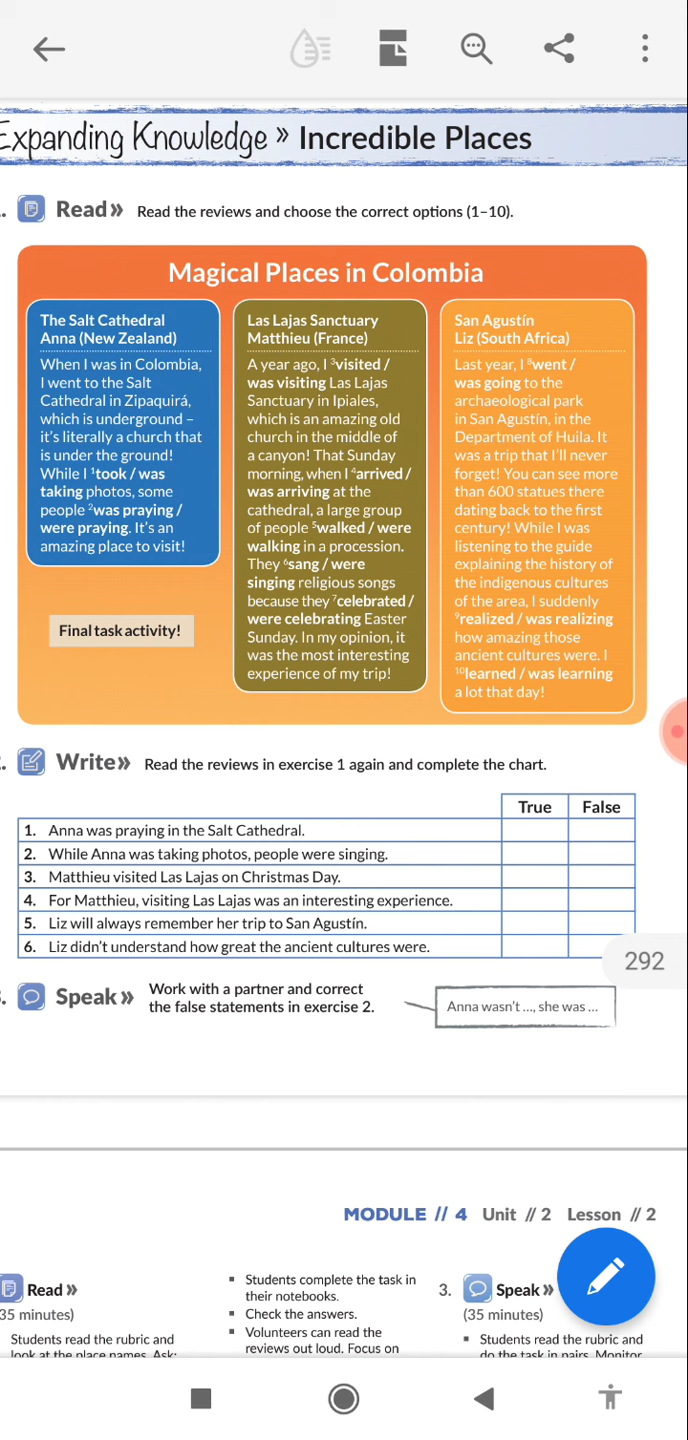 Expanding Knowledge » Incredible Places
. Read» Read the reviews and choose the correct options (1–10).
Magical Places in Colombia
The Salt Cathedral
Anna (New Zealand)
When I was in Colombia,
I went to the Salt
Cathedral in Zipaquirá,
which is underground –
it's literally a church that
is under the ground!
While I ¹took / was
taking photos, some
people ²was praying /
were praying. It's an
amazing place to visit!
Final task activity!
Las Lajas Sanctuary
Matthieu (France)
A year ago, I ³visited /
was visiting Las Lajas
Sanctuary in Ipiales,
which is an amazing old
church in the middle of
a canyon! That Sunday
morning, when I ⁴arrived /
was arriving at the
cathedral, a large group
of people ⁵walked / were
walking in a procession.
They ⁶sang / were
singing religious songs
because they ⁷celebrated /
were celebrating Easter
Sunday. In my opinion, it
was the most interesting
experience of my trip!
San Agustín
Liz (South Africa)
Last year, I ⁸went /
was going to the
archaeological park
in San Agustín, in the
Department of Huila. It
was a trip that I'll never
forget! You can see more
than 600 statues there
dating back to the first
century! While I was
listening to the guide
explaining the history of
the indigenous cultures
of the area, I suddenly
⁹realized / was realizing
how amazing those
ancient cultures were. I
¹⁰learned / was learning
a lot that day!
. Write» Read the reviews in exercise 1 again and complete the chart.
True False
1. Anna was praying in the Salt Cathedral.
2. While Anna was taking photos, people were singing.
3. Matthieu visited Las Lajas on Christmas Day.
4. For Matthieu, visiting Las Lajas was an interesting experience.
5. Liz will always remember her trip to San Agustín.
6. Liz didn't understand how great the ancient cultures were.
292
. Speak» Work with a partner and correct
the false statements in exercise 2.
Anna wasn't ..., she was ...
MODULE // 4 Unit // 2 Lesson // 2
Read »
35 minutes)
Students read the rubric and
look at the place names. Ask:
▪ Students complete the task in
their notebooks.
▪ Check the answers.
▪ Volunteers can read the
reviews out loud. Focus on
3. Speak »
(35 minutes)
▪ Students read the rubric and
do the task in pairs. Monitor